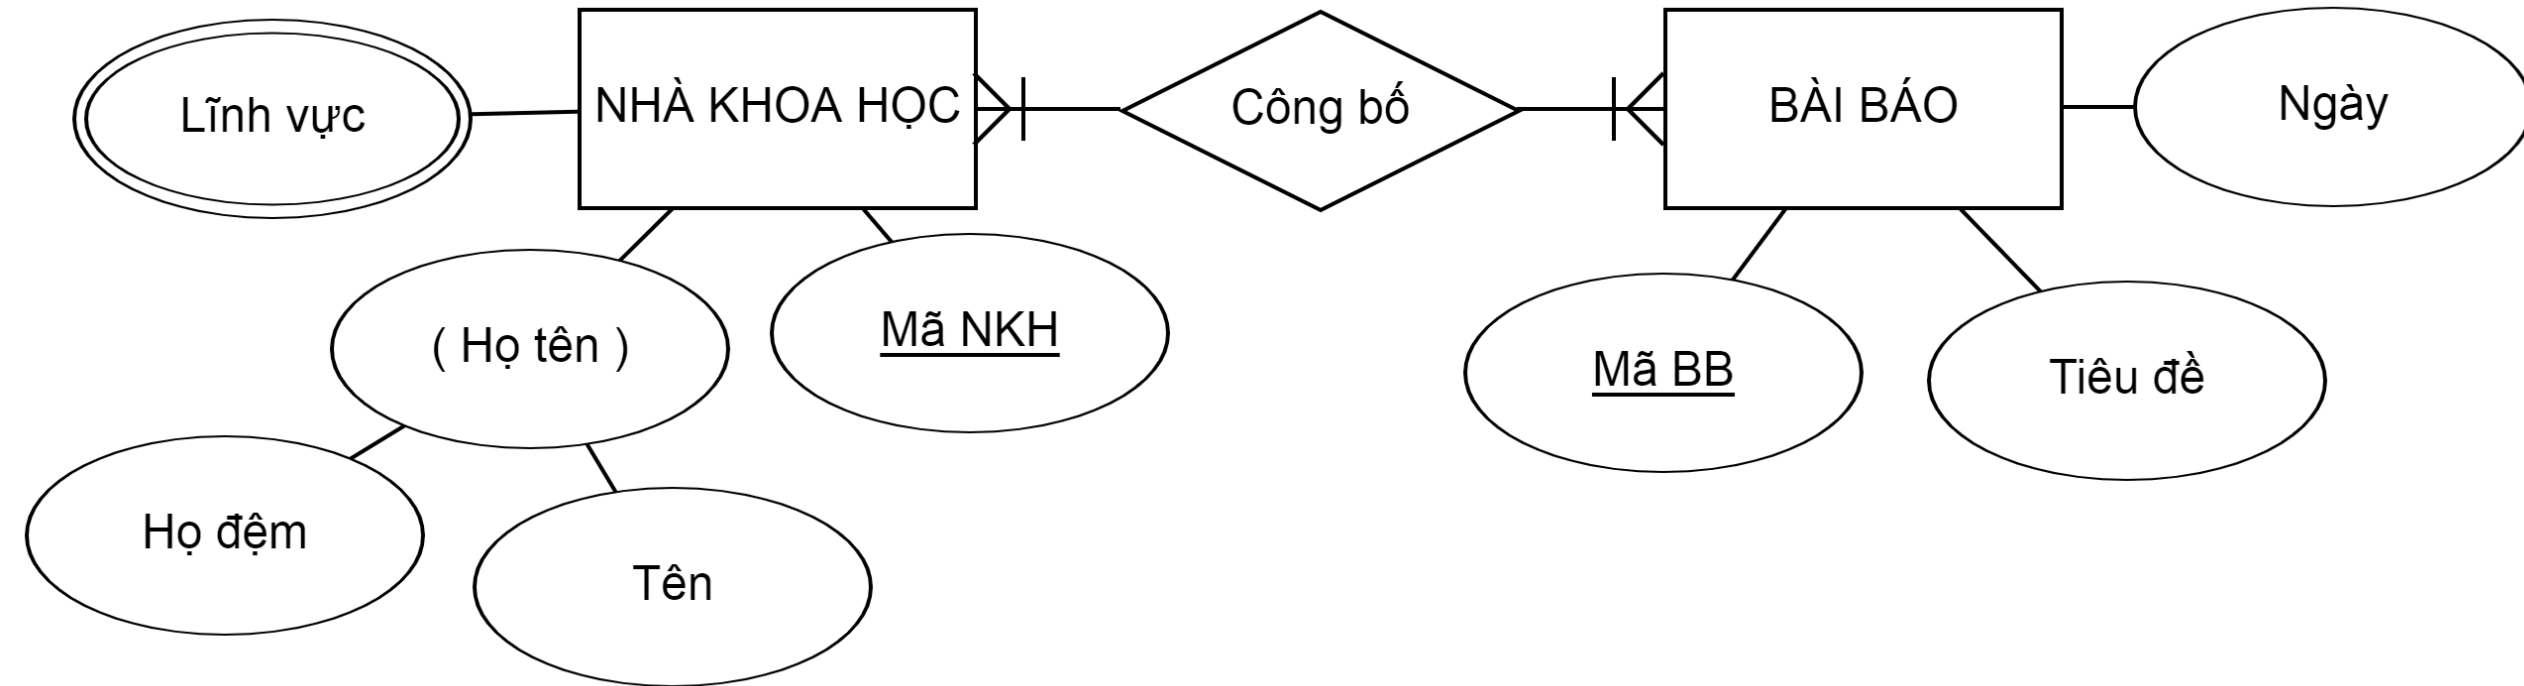 Lĩnh vực
NHÀ KHOA HỌC
Công bố
BÀI BÁO
Ngày
( Họ tên )
Mã NKH
Mã BB
Tiêu đề
Họ đệm
Tên